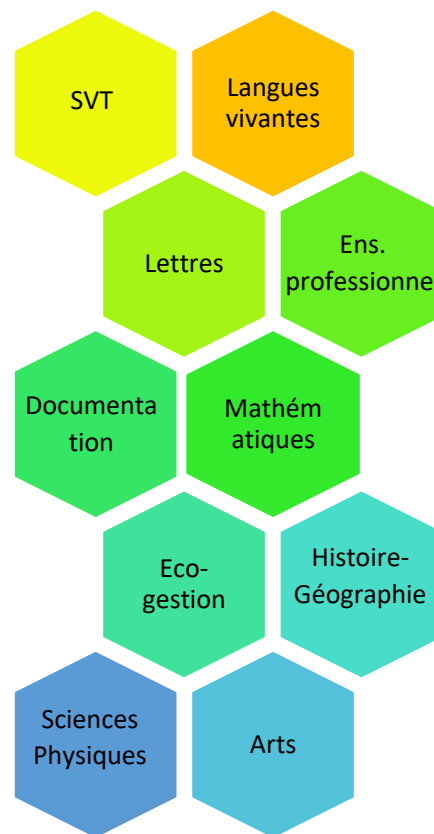 SVT
Langues
vivantes
Lettres
Ens.
professionne
Documenta
tion
Mathém
atiques
Eco-
gestion
Histoire-
Géographie
Sciences
Physiques
Arts